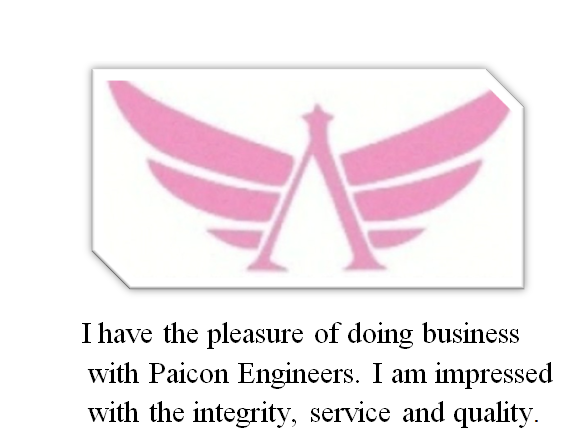 I have the pleasure of doing business
with Paicon Engineers. I am impressed
with the integrity, service and quality.